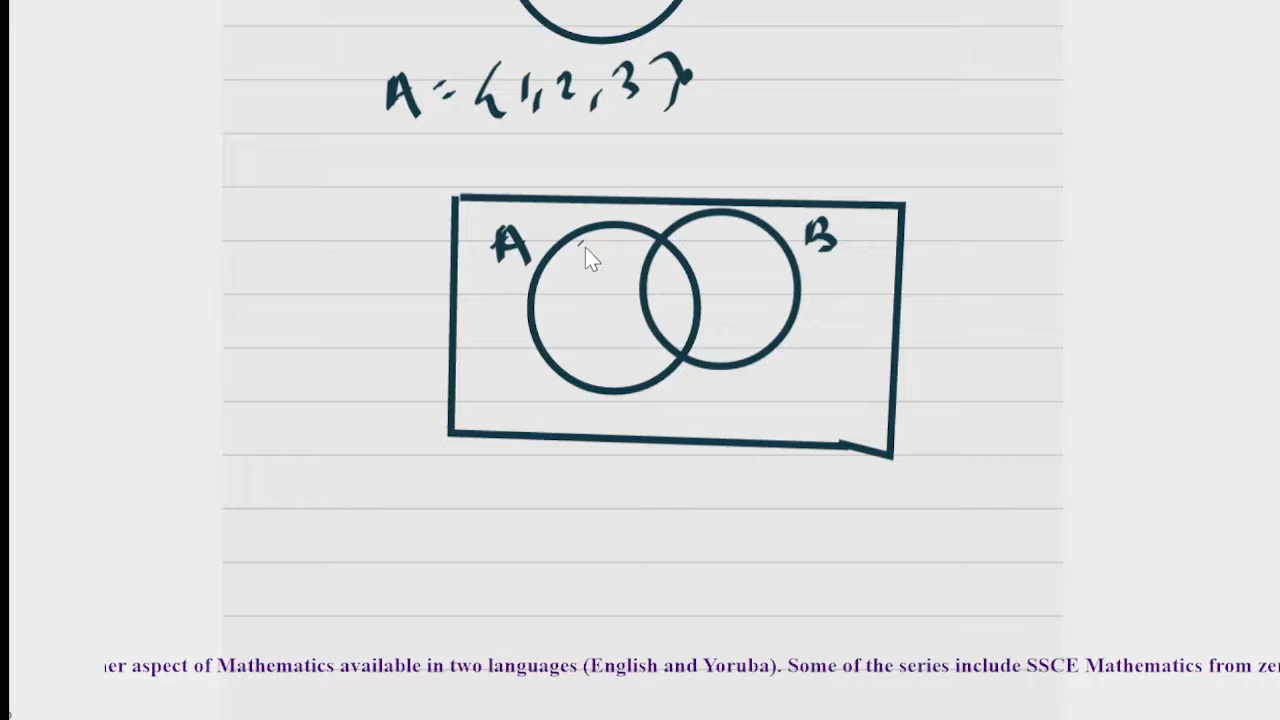 A = {1, 2, 3}
A B
er aspect of Mathematics available in two languages (English and Yoruba). Some of the series include SSCE Mathematics from